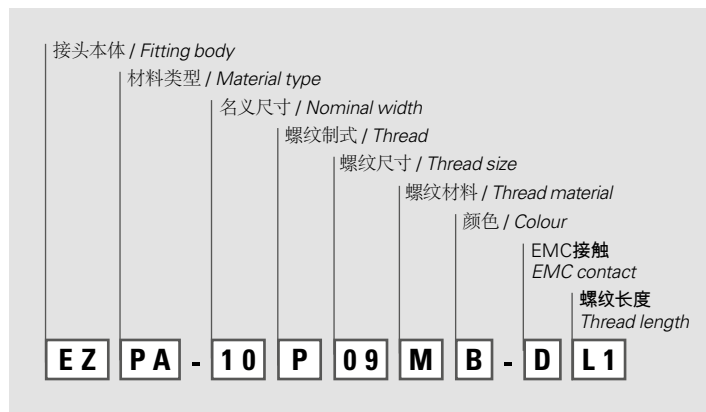 接头本体 / Fitting body
材料类型 / Material type
名义尺寸 / Nominal width
螺纹制式 / Thread
螺纹尺寸 / Thread size
螺纹材料 / Thread material
颜色 / Colour
EMC接触
EMC contact
螺纹长度
Thread length
EZ PA - 10 P 09 M B - D L1